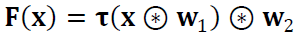 𝐅(𝐱) = 𝛕(𝐱 ⊛ 𝐰₁) ⊛ 𝐰₂